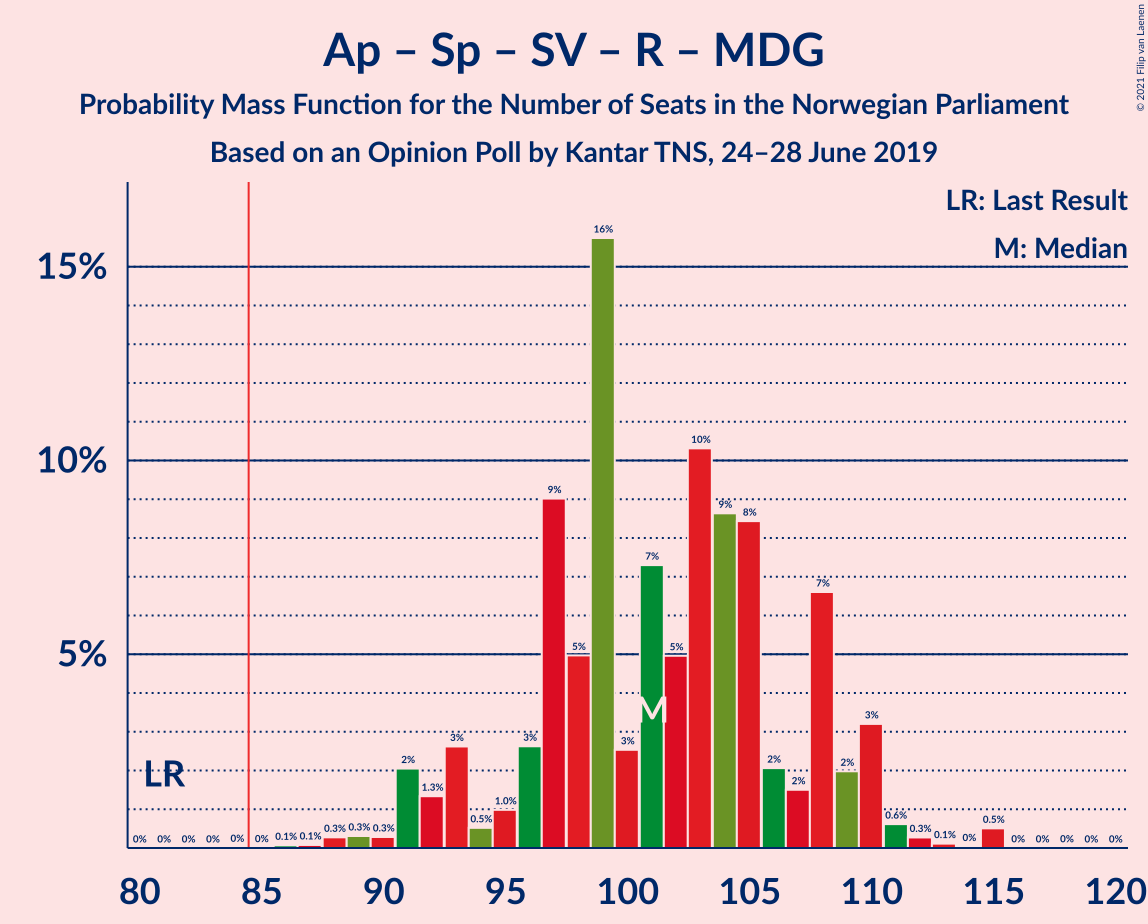 Ap – Sp – SV – R – MDG
Probability Mass Function for the Number of Seats in the Norwegian Parliament
Based on an Opinion Poll by Kantar TNS, 24–28 June 2019
© 2021 Filip van Laenen
LR: Last Result
M: Median
15%
10%
5%
LR
M
0% 0% 0% 0% 0% 0% 0.1% 0.1% 0.3% 0.3% 0.3% 2% 1.3% 3% 0.5% 1.0% 3% 9% 5% 16% 3% 7% 5% 10% 9% 8% 2% 2% 7% 2% 3% 0.6% 0.3% 0.1% 0% 0.5% 0% 0% 0% 0% 0%
80 85 90 95 100 105 110 115 120